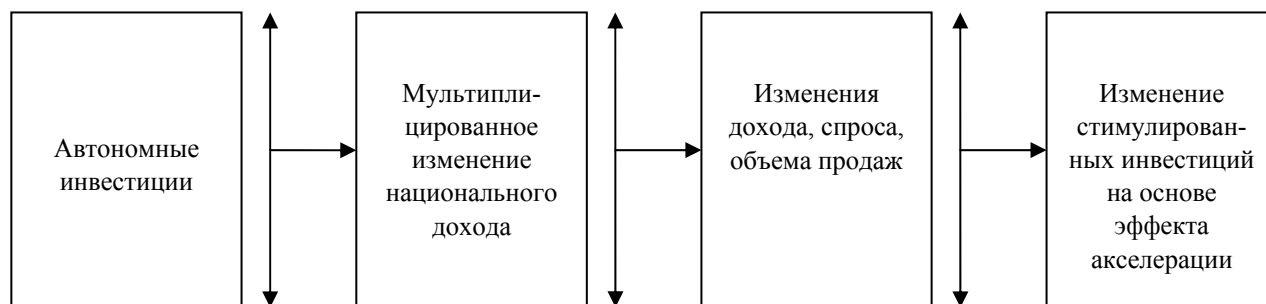 Автономные
инвестиции
Мультипли-
цированное
изменение
национального
дохода
Изменения
дохода, спроса,
объема продаж
Изменение
стимулирован-
ных инвестиций
на основе
эффекта
акселерации